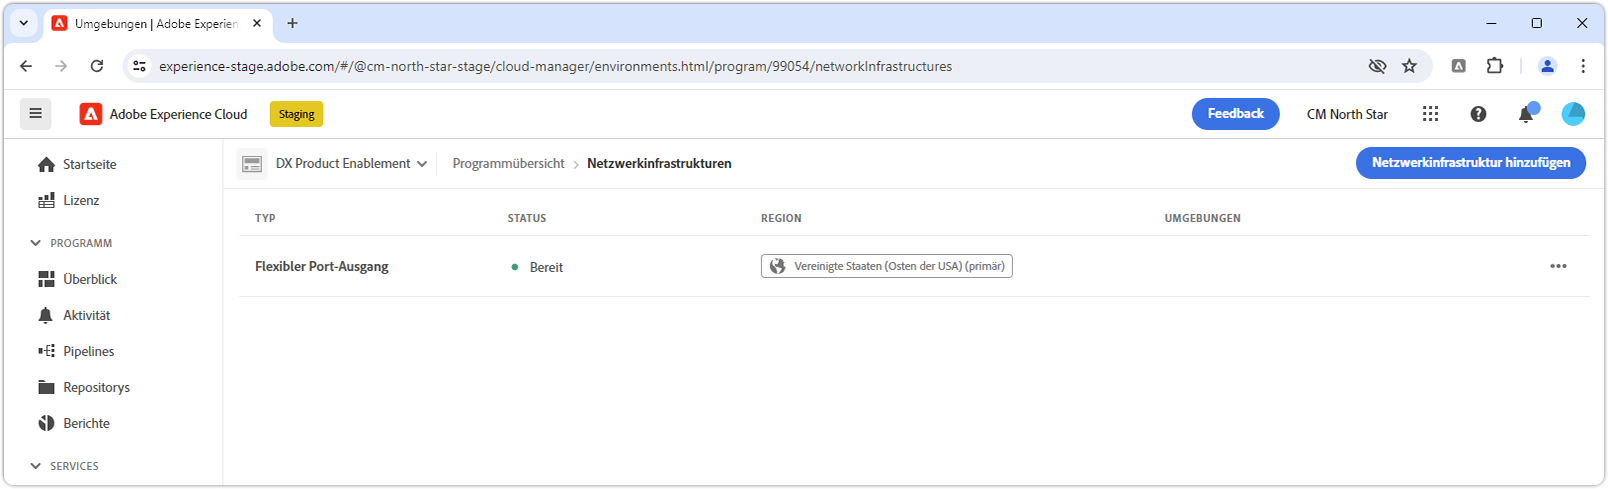 Umgebungen | Adobe Experien
experience-stage.adobe.com/#/@cm-north-star-stage/cloud-manager/environments.html/program/99054/networkInfrastructures
Adobe Experience Cloud
Staging
Feedback
CM North Star
Startseite
Lizenz
PROGRAMM
Überblick
Aktivität
Pipelines
Repositorys
Berichte
SERVICES
DX Product Enablement
Programmübersicht > Netzwerkinfrastrukturen
Netzwerkinfrastruktur hinzufügen
TYP STATUS REGION UMGEBUNGEN
Flexibler Port-Ausgang Bereit Vereinigte Staaten (Osten der USA) (primär)